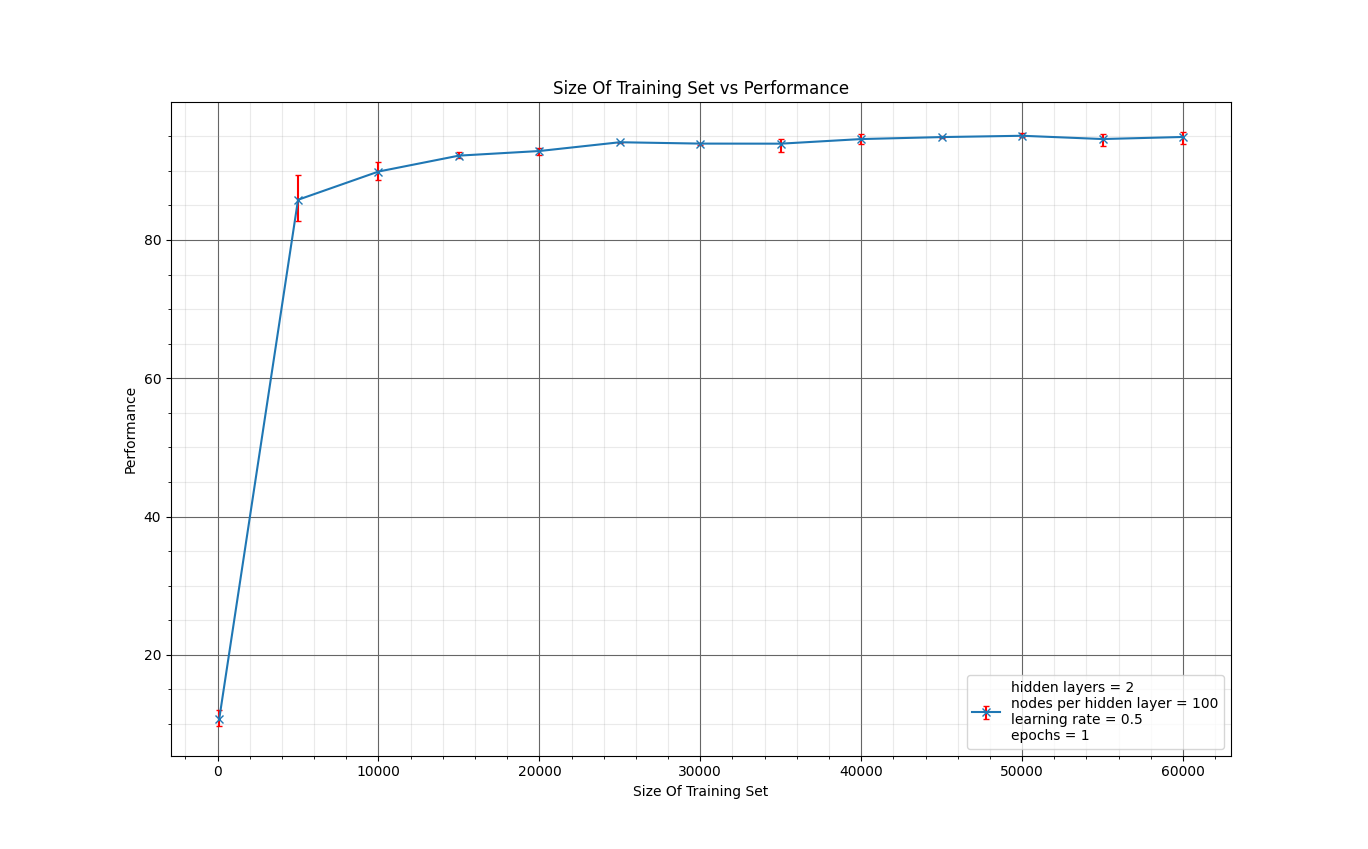 Size Of Training Set vs Performance
Performance
80
60
40
20
0
10000
20000
30000
40000
50000
60000
Size Of Training Set
hidden layers = 2
nodes per hidden layer = 100
learning rate = 0.5
epochs = 1